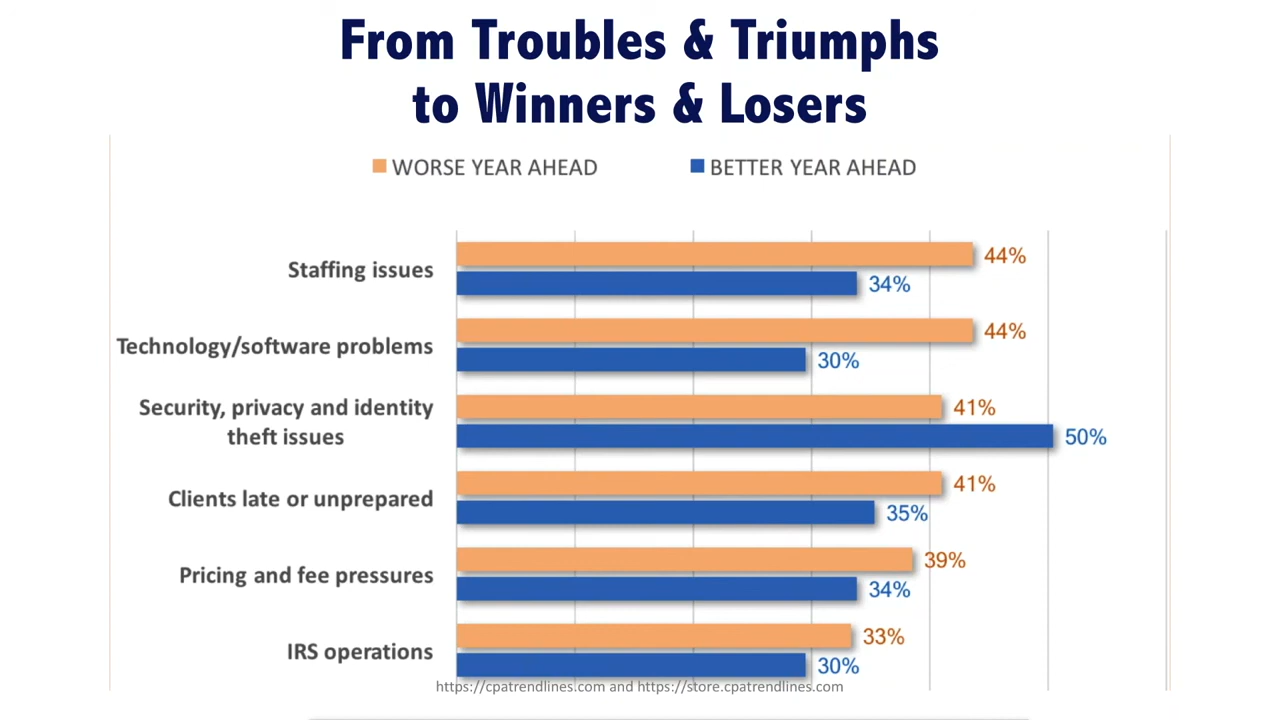 From Troubles & Triumphs
to Winners & Losers
WORSE YEAR AHEAD BETTER YEAR AHEAD
Staffing issues
44%
34%
Technology/software problems
44%
30%
Security, privacy and identity
theft issues
41%
50%
Clients late or unprepared
41%
35%
Pricing and fee pressures
39%
34%
IRS operations
33%
30%
https://cpatrendlines.com and https://store.cpatrendlines.com